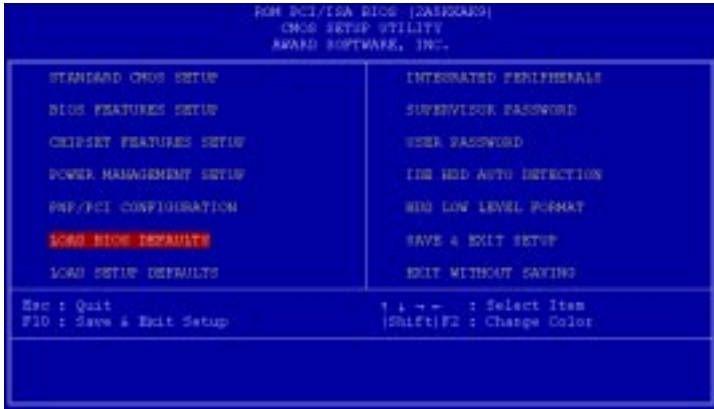 ROM PCI/ISA BIOS
CMOS SETUP UTILITY
AWARD SOFTWARE, INC.
STANDARD CMOS SETUP
BIOS FEATURES SETUP
CHIPSET FEATURES SETUP
POWER MANAGEMENT SETUP
PNP/PCI CONFIGURATION
LOAD BIOS DEFAULTS
LOAD SETUP DEFAULTS
INTEGRATED PERIPHERALS
SUPERVISOR PASSWORD
USER PASSWORD
IDE HDD AUTO DETECTION
HDD LOW LEVEL FORMAT
SAVE & EXIT SETUP
EXIT WITHOUT SAVING
Esc : Quit
F10 : Save & Exit Setup
↑ ↓ → ← : Select Item
(Shift)F2 : Change Color